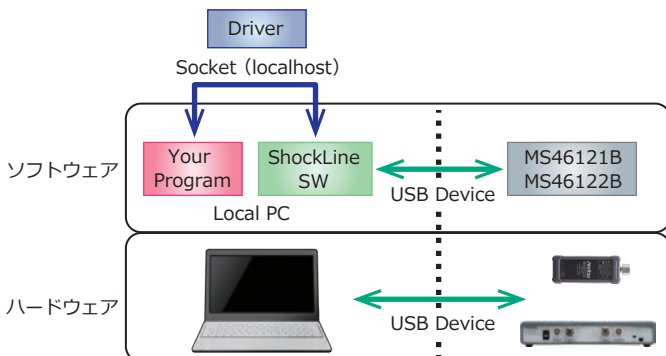 Driver
Socket（localhost）
ソフトウェア
Your
Program
ShockLine
SW
MS46121B
MS46122B
USB Device
Local PC
ハードウェア
USB Device